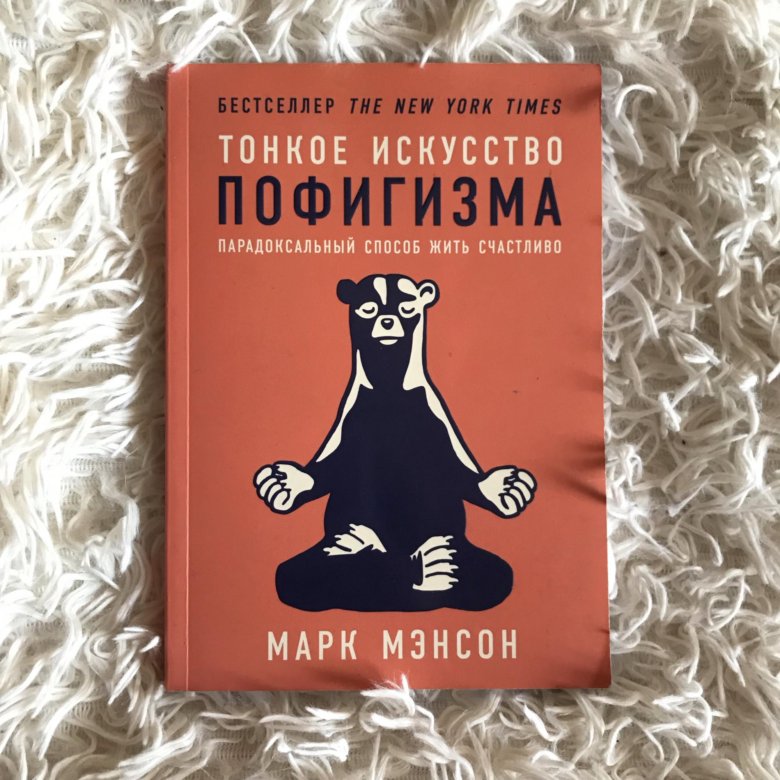 БЕСТСЕЛЛЕР THE NEW YORK TIMES
ТОНКОЕ ИСКУССТВО
ПОФИГИЗМА
ПАРАДОКСАЛЬНЫЙ СПОСОБ ЖИТЬ СЧАСТЛИВО
МАРК МЭНСОН